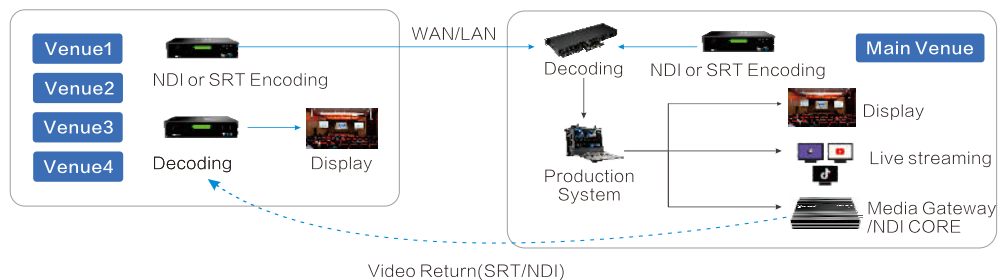 Venue1
Venue2
Venue3
Venue4
NDI or SRT Encoding
Decoding
Display
WAN/LAN
Decoding
NDI or SRT Encoding
Main Venue
Production
System
Display
Live streaming
Media Gateway
/NDI CORE
Video Return(SRT/NDI)